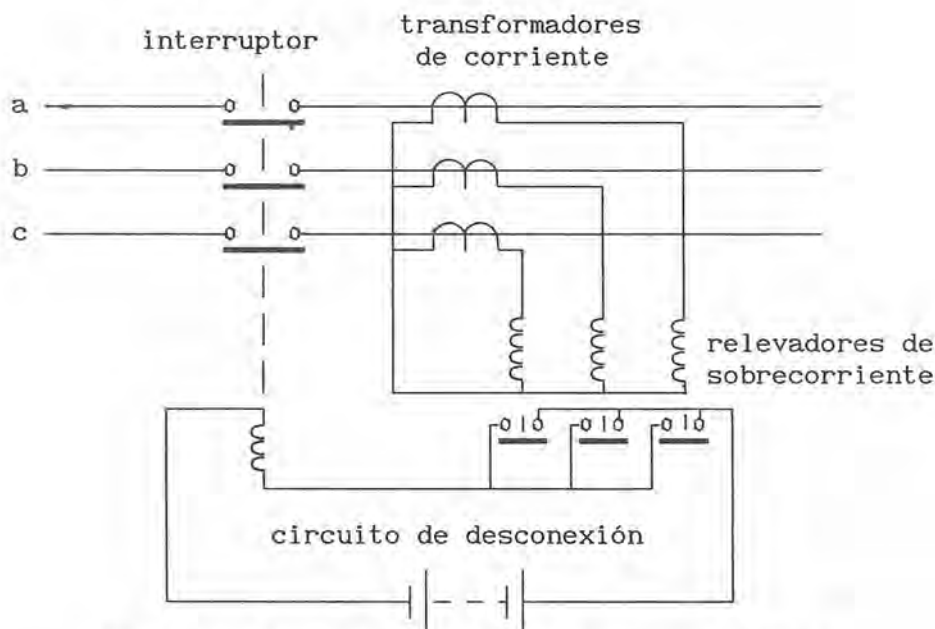 transformadores
de corriente
interruptor
a
b
c
relevadores de
sobrecorriente
circuito de desconexión